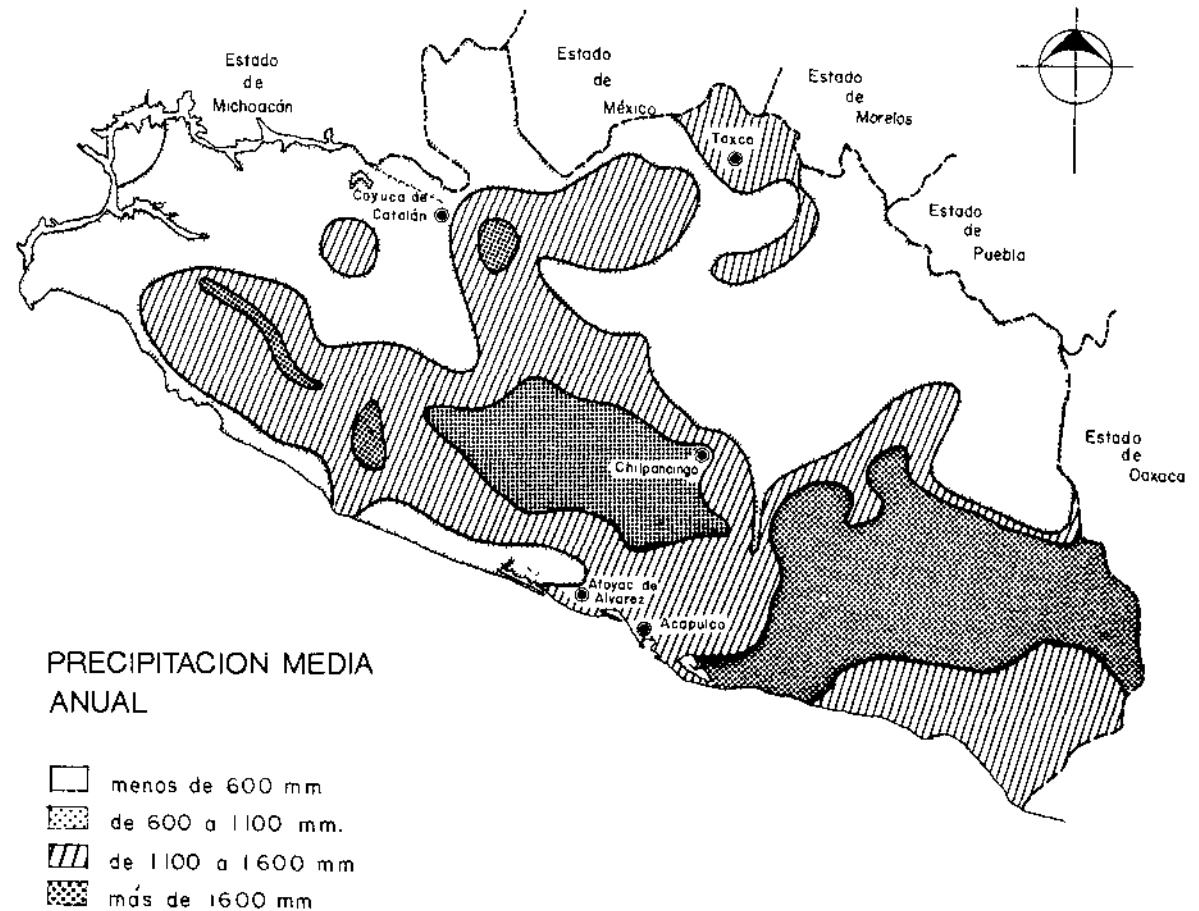 Estado
de
Michoacán
Estado
de
México
Estado
de
Morelos
Taxco
Coyuca de
Catalán
Estado
de
Puebla
Estado
de
Oaxaca
Chilpancingo
Atoyac de
Alvarez
Acapulco
PRECIPITACION MEDIA
ANUAL
menos de 600 mm
de 600 a 1100 mm.
de 1100 a 1600 mm
más de 1600 mm